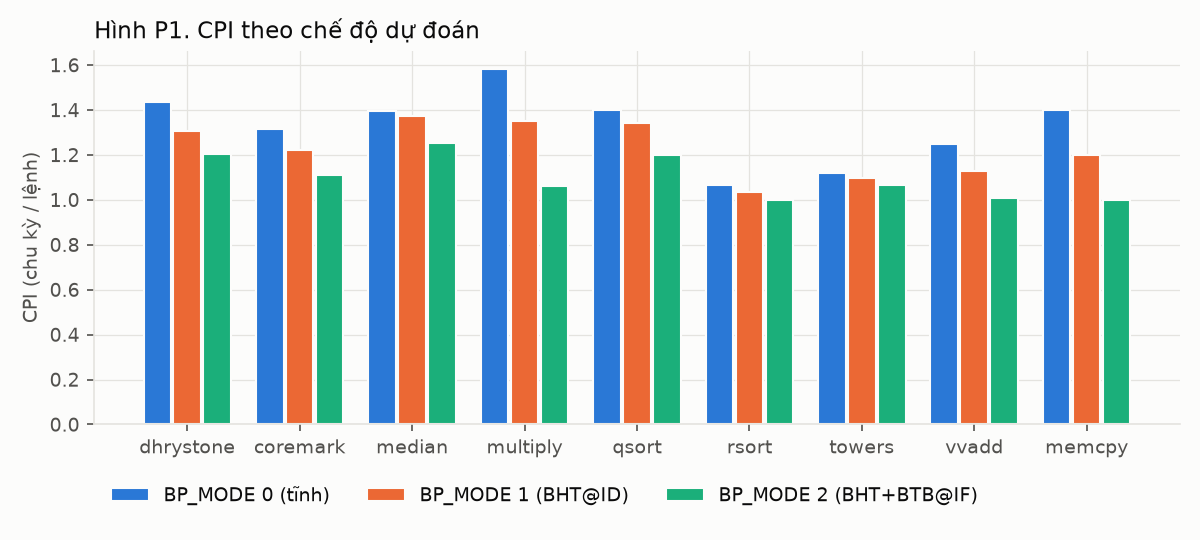 Hình P1. CPI theo chế độ dự đoán
CPI (chu kỳ / lệnh)
1.6
1.4
1.2
1.0
0.8
0.6
0.4
0.2
0.0
dhrystone coremark median multiply qsort rsort towers vvadd memcpy
BP_MODE 0 (tĩnh) BP_MODE 1 (BHT@ID) BP_MODE 2 (BHT+BTB@IF)